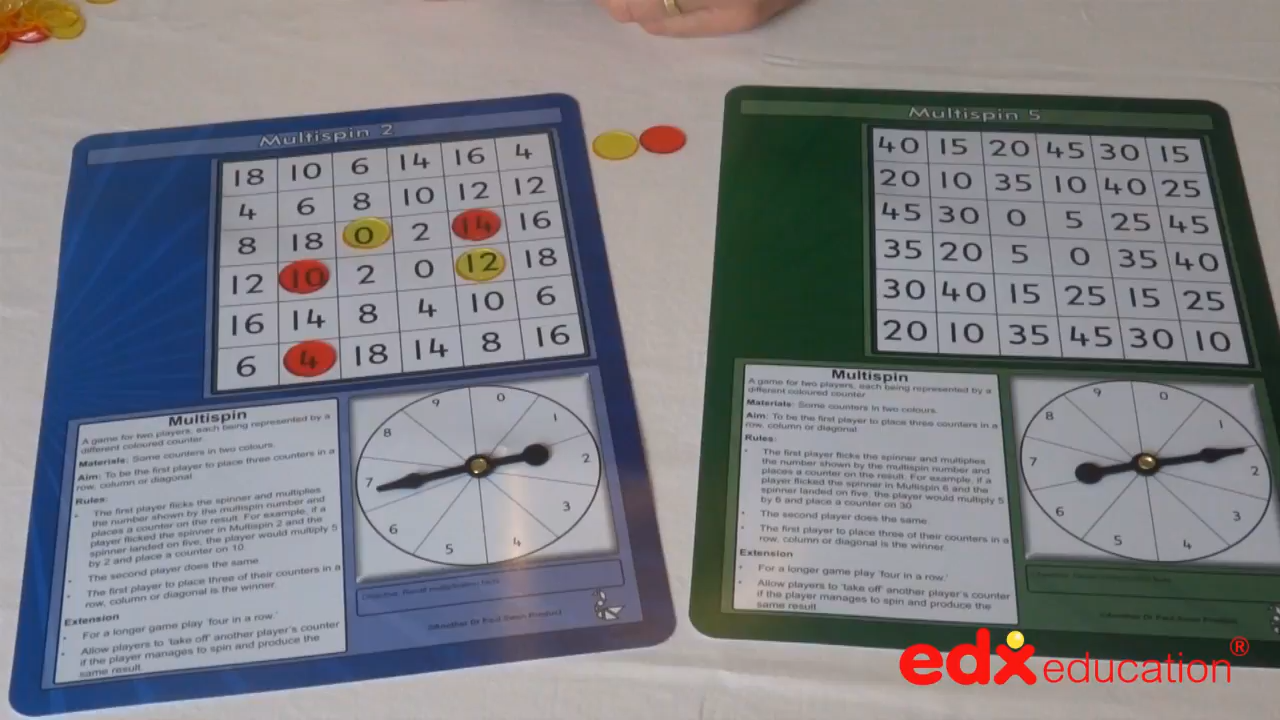 Multispin 2
18 10 6 14 16 4
4 6 8 10 12 12
8 18 0 2 14 16
12 10 2 0 12 18
16 14 8 4 10 6
6 4 18 14 8 16
Multispin
A game for two players, each being represented by a
different coloured counter.
Materials: Some counters in two colours.
Aim: To be the first player to place three counters in a
row, column or diagonal
Rules:
The first player flicks the spinner and multiplies
the number shown by the multispin number and
places a counter on the result. For example, if a
player flicked the spinner in Multispin 2 and the
spinner landed on five, the player would multiply 5
by 2 and place a counter on 10.
The second player does the same.
The first player to place three of their counters in a
row, column or diagonal is the winner.
Extension
For a longer game play 'four in a row.'
Allow players to 'take off' another player's counter
if the player manages to spin and produce the
same result.
0
1
2
3
4
5
6
7
8
9
Objective: Recall multiplication facts
©Another Dr Paul Swan Product
Multispin 5
40 15 20 45 30 15
20 10 35 10 40 25
45 30 0 5 25 45
35 20 5 0 35 40
30 40 15 25 15 25
20 10 35 45 30 10
Multispin
A game for two players, each being represented by a
different coloured counter
Materials: Some counters in two colours.
Aim: To be the first player to place three counters in a
row, column or diagonal
Rules:
The first player flicks the spinner and multiplies
the number shown by the multispin number and
places a counter on the result. For example, if a
player flicked the spinner in Multispin 6 and the
spinner landed on five, the player would multiply 5
by 6 and place a counter on 30
The second player does the same.
The first player to place three of their counters in a
row, column or diagonal is the winner.
Extension
For a longer game play 'four in a row.'
Allow players to 'take off' another player's counter
if the player manages to spin and produce the
same result.
0
1
2
3
4
5
6
7
8
9
©Another Dr Paul Swan Product
edx education®